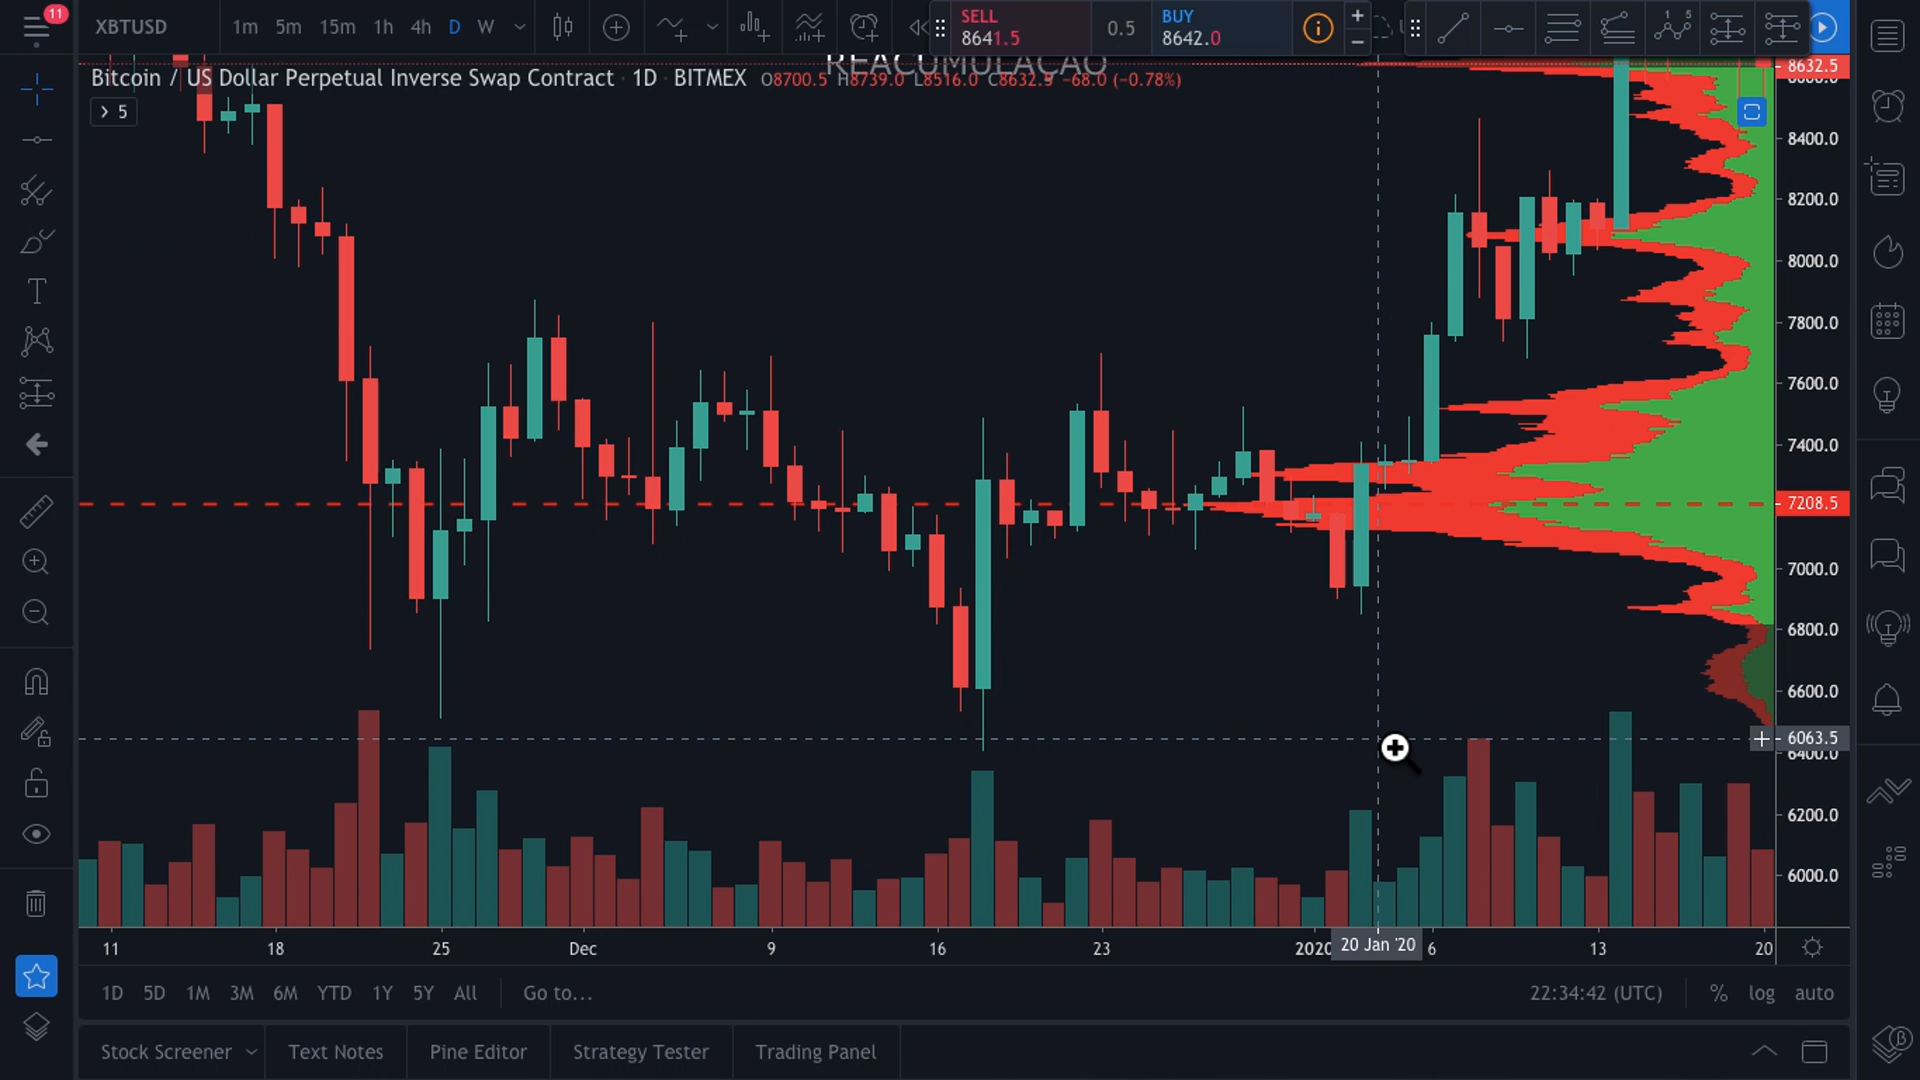 11
XBTUSD 1m 5m 15m 1h 4h D W
SELL
8641.5
0.5
BUY
8642.0
REACUMULAÇÃO
Bitcoin / US Dollar Perpetual Inverse Swap Contract · 1D · BITMEX O8700.5 H8739.0 L8516.0 C8632.5 -68.0 (-0.78%)
5
8632.5
8400.0
8200.0
8000.0
7800.0
7600.0
7400.0
7208.5
7000.0
6800.0
6600.0
6063.5
6400.0
6200.0
6000.0
11 18 25 Dec 9 16 23 2020 20 Jan '20 6 13 20
1D 5D 1M 3M 6M YTD 1Y 5Y All Go to... 22:34:42 (UTC) % log auto
Stock Screener Text Notes Pine Editor Strategy Tester Trading Panel